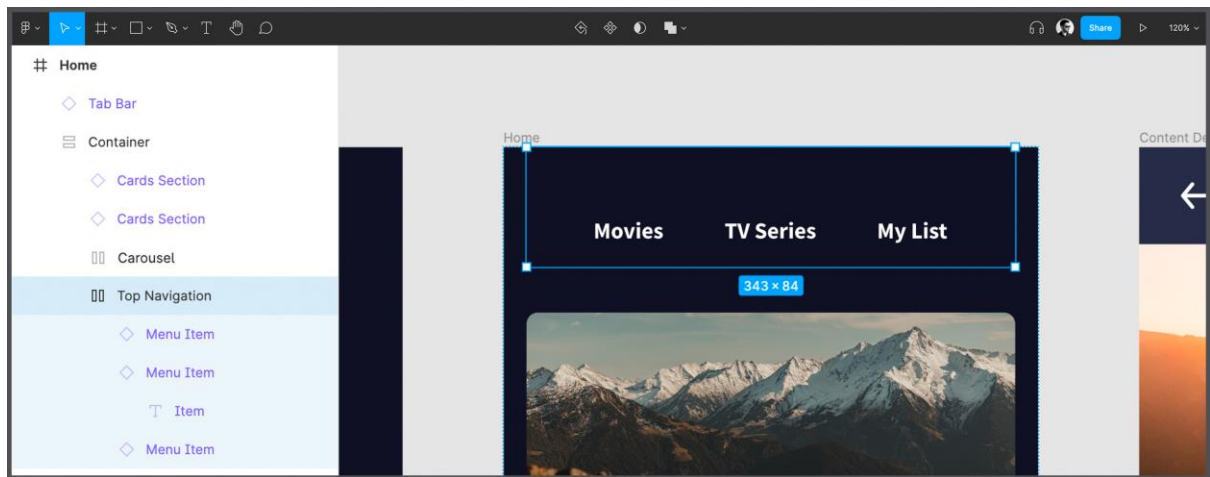 T
Share
120%
Home
Tab Bar
Container
Cards Section
Cards Section
Carousel
Top Navigation
Menu Item
Menu Item
T Item
Menu Item
Home
Movies TV Series My List
343 × 84
Content De